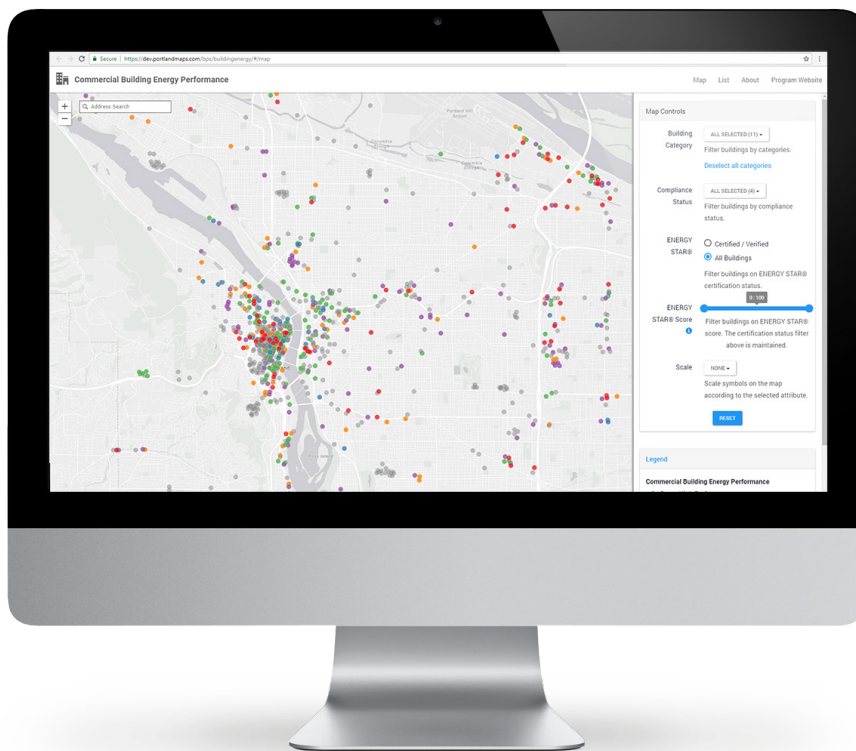 Secure | https://dev.portlandmaps.com/bps/buildingenergy/#/map
Commercial Building Energy Performance
Map List About Program Website
+
Address Search
−
Portland Intl
Airport
Map Controls
Building
Category
ALL SELECTED (11)
Filter buildings by categories.
Deselect all categories
Compliance
Status
ALL SELECTED (4)
Filter buildings by compliance
status.
ENERGY
STAR®
Certified / Verified
All Buildings
Filter buildings on ENERGY STAR®
certification status.
0 : 100
ENERGY
STAR® Score
Filter buildings on ENERGY STAR®
score. The certification status filter
above is maintained.
Scale
NONE
Scale symbols on the map
according to the selected attribute.
RESET
Legend
Commercial Building Energy Performance